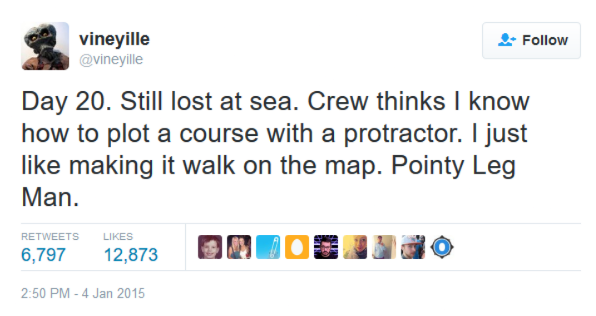 vineyille
@vineyille
Follow
Day 20. Still lost at sea. Crew thinks I know
how to plot a course with a protractor. I just
like making it walk on the map. Pointy Leg
Man.
RETWEETS LIKES
6,797 12,873
2:50 PM - 4 Jan 2015